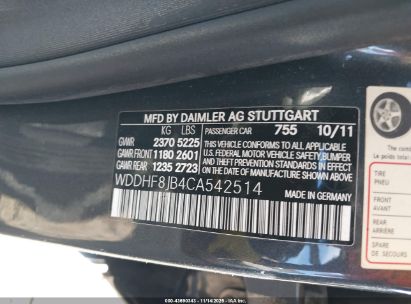 MFD BY DAIMLER AG STUTTGART
KG LBS PASSENGER CAR 755 10/11
GVWR 2370 5225
GAWR FRONT 1180 2601
GAWR REAR 1235 2723
THIS VEHICLE CONFORMS TO ALL APPLICABLE
U.S. FEDERAL MOTOR VEHICLE SAFETY, BUMPER
AND THEFT PREVENTION STANDARDS IN EFFECT
ON THE DATE OF MANUFACTURE SHOWN ABOVE
WDDHF8JB4CA542514
MADE IN GERMANY
FRONT
AVANT
REAR
ARRIÈRE
SPARE
DE SECOURS